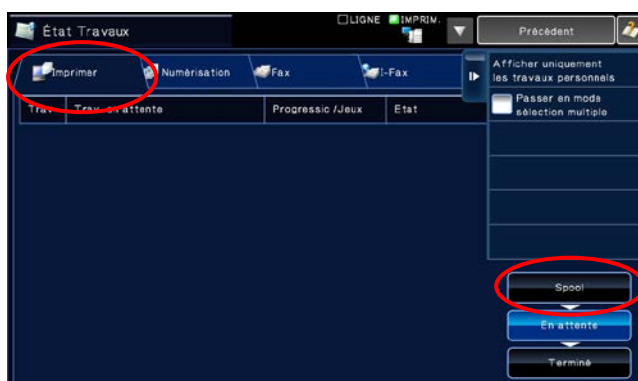 État Travaux
LIGNE IMPRIM.
Précédent
Imprimer Numérisation Fax I-Fax
Afficher uniquement
les travaux personnels
Passer en mode
sélection multiple
Trav Trav. en attente Progressic /Jeux Etat
Spool
En attente
Terminé